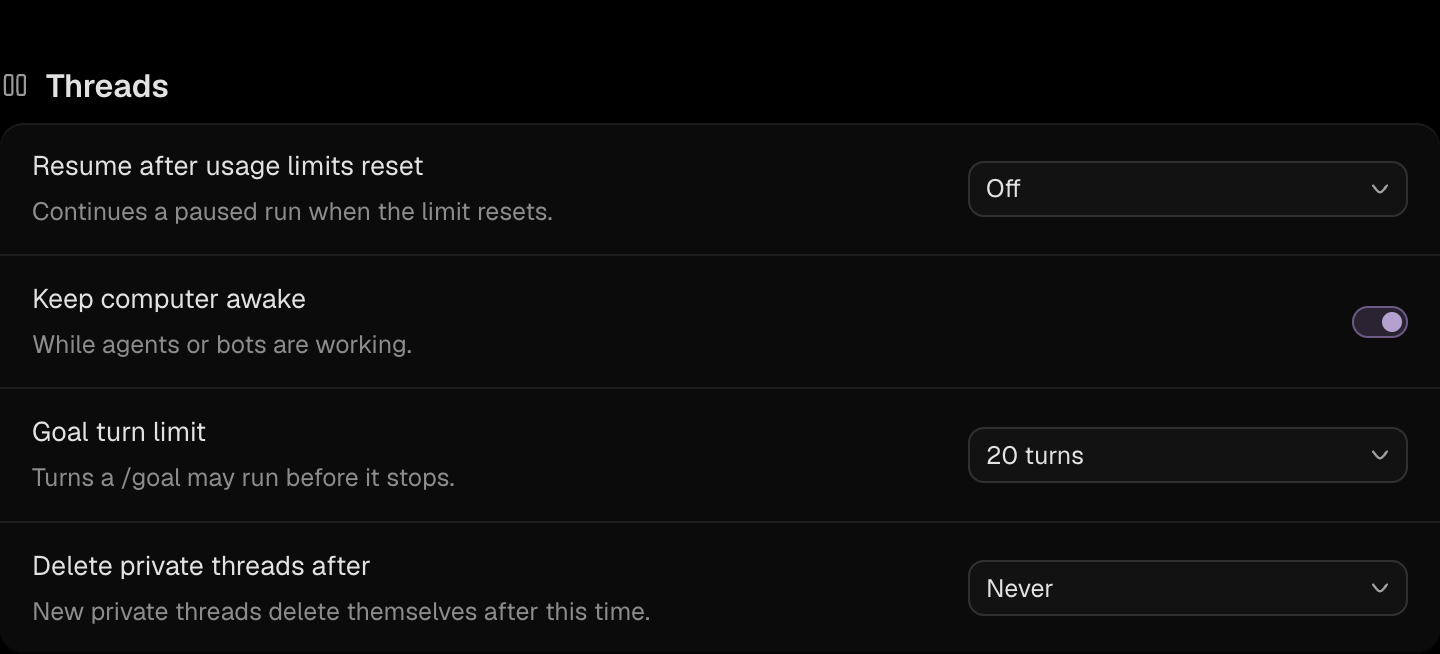 Threads
Resume after usage limits reset
Continues a paused run when the limit resets.
Off
Keep computer awake
While agents or bots are working.
Goal turn limit
Turns a /goal may run before it stops.
20 turns
Delete private threads after
New private threads delete themselves after this time.
Never